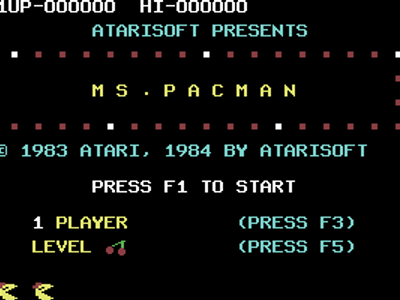 1UP-000000 HI-000000
ATARISOFT PRESENTS
MS.PACMAN
© 1983 ATARI, 1984 BY ATARISOFT
PRESS F1 TO START
1 PLAYER (PRESS F3)
LEVEL (PRESS F5)